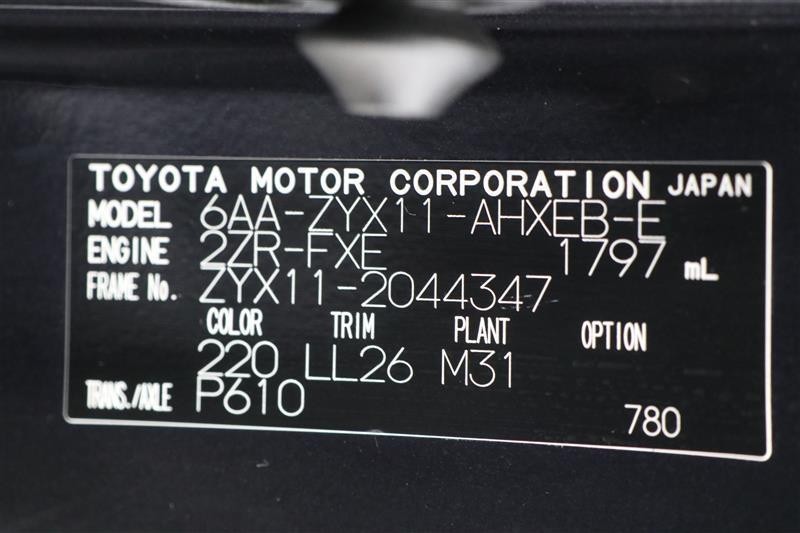 TOYOTA MOTOR CORPORATION JAPAN
MODEL 6AA-ZYX11-AHXEB-E
ENGINE 2ZR-FXE 1797 mL
FRAME No. ZYX11-2044347
COLOR TRIM PLANT OPTION
220 LL26 M31
TRANS./AXLE P610 780